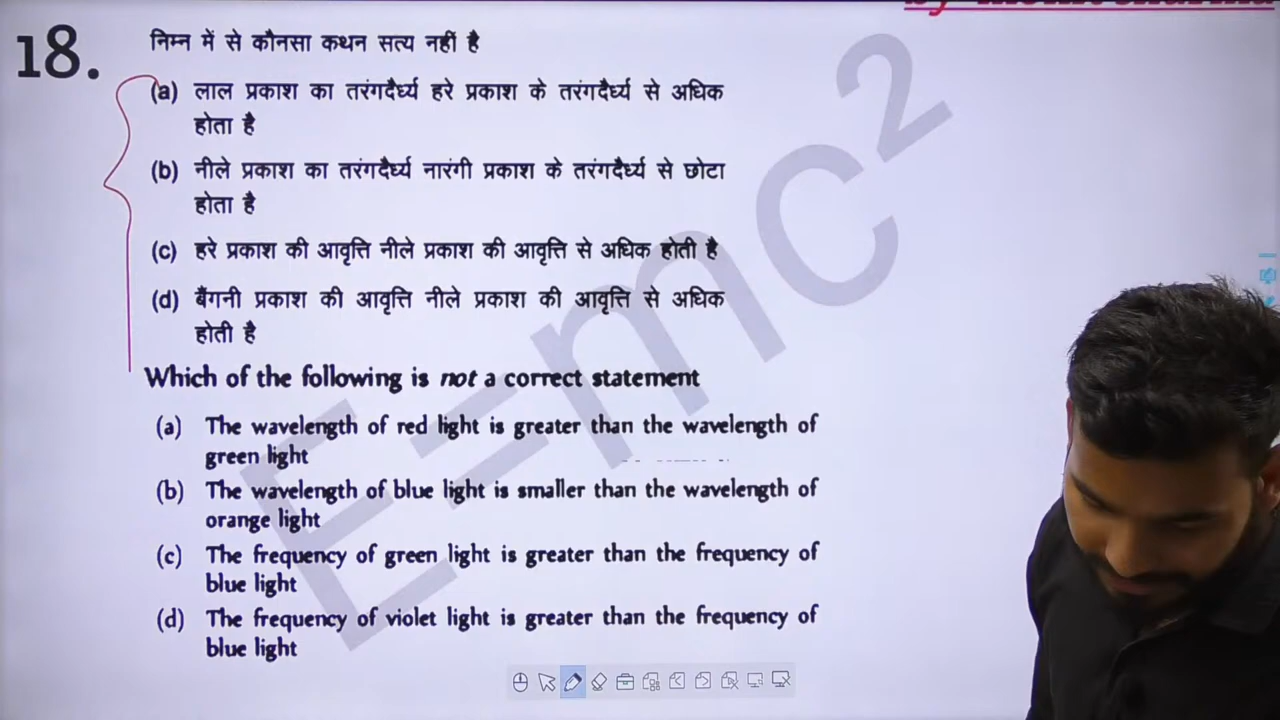 18.
निम्न में से कौनसा कथन सत्य नहीं है
(a) लाल प्रकाश का तरंगदैर्ध्य हरे प्रकाश के तरंगदैर्ध्य से अधिक
होता है
(b) नीले प्रकाश का तरंगदैर्ध्य नारंगी प्रकाश के तरंगदैर्ध्य से छोटा
होता है
(c) हरे प्रकाश की आवृत्ति नीले प्रकाश की आवृत्ति से अधिक होती है
(d) बैंगनी प्रकाश की आवृत्ति नीले प्रकाश की आवृत्ति से अधिक
होती है
Which of the following is not a correct statement
(a) The wavelength of red light is greater than the wavelength of
green light
(b) The wavelength of blue light is smaller than the wavelength of
orange light
(c) The frequency of green light is greater than the frequency of
blue light
(d) The frequency of violet light is greater than the frequency of
blue light
E=mc²